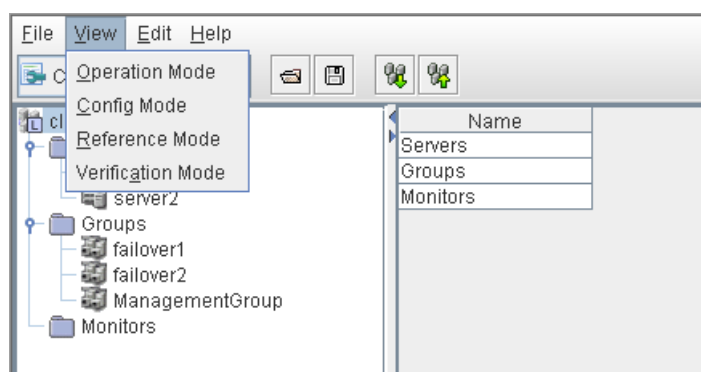 File View Edit Help
Operation Mode
Config Mode
Reference Mode
Verification Mode
server2
Groups
failover1
failover2
ManagementGroup
Monitors
Name
Servers
Groups
Monitors